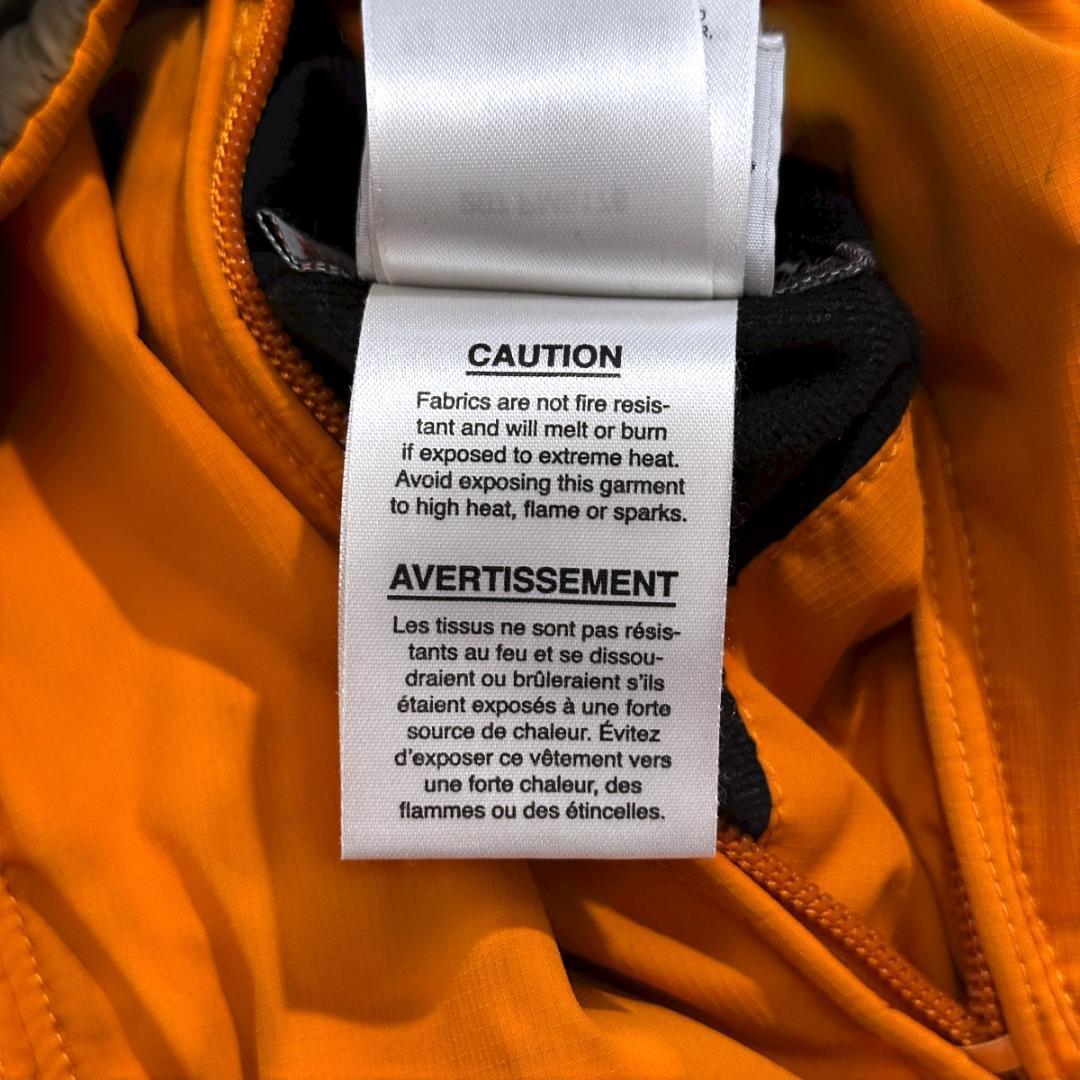 CAUTION
Fabrics are not fire resis-
tant and will melt or burn
if exposed to extreme heat.
Avoid exposing this garment
to high heat, flame or sparks.
AVERTISSEMENT
Les tissus ne sont pas résis-
tants au feu et se dissou-
draient ou brûleraient s'ils
étaient exposés à une forte
source de chaleur. Évitez
d'exposer ce vêtement vers
une forte chaleur, des
flammes ou des étincelles.